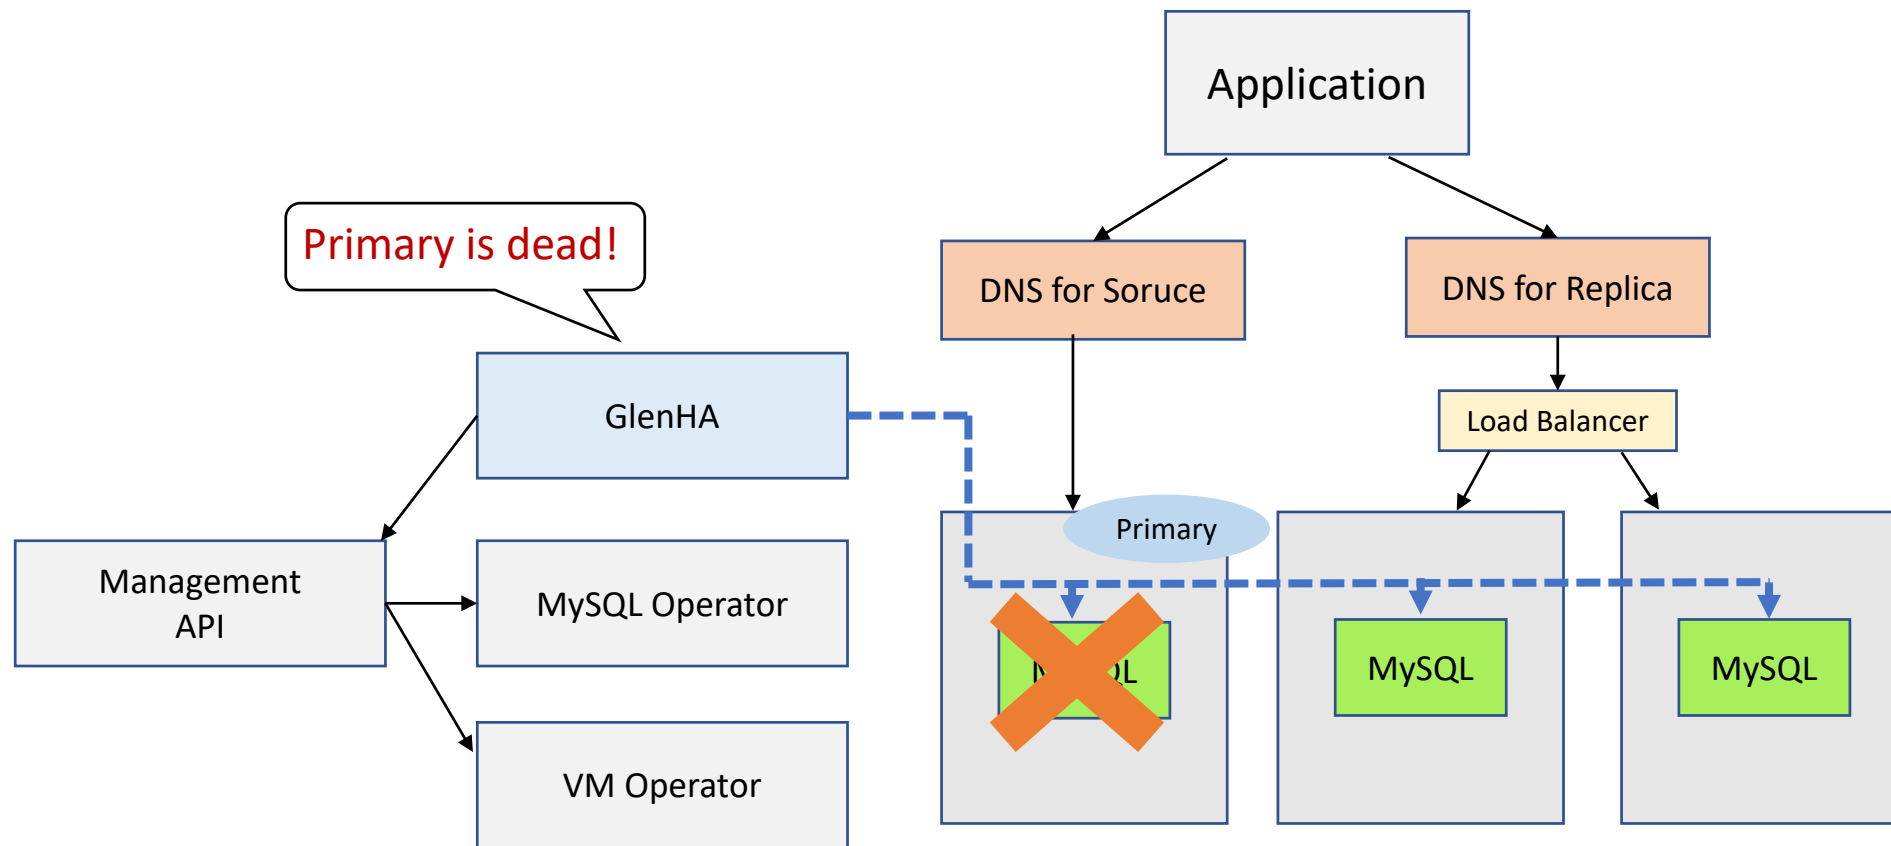 Application
Primary is dead!
DNS for Soruce
DNS for Replica
GlenHA
Load Balancer
Primary
Management
API
MySQL Operator
MySQL
MySQL
VM Operator